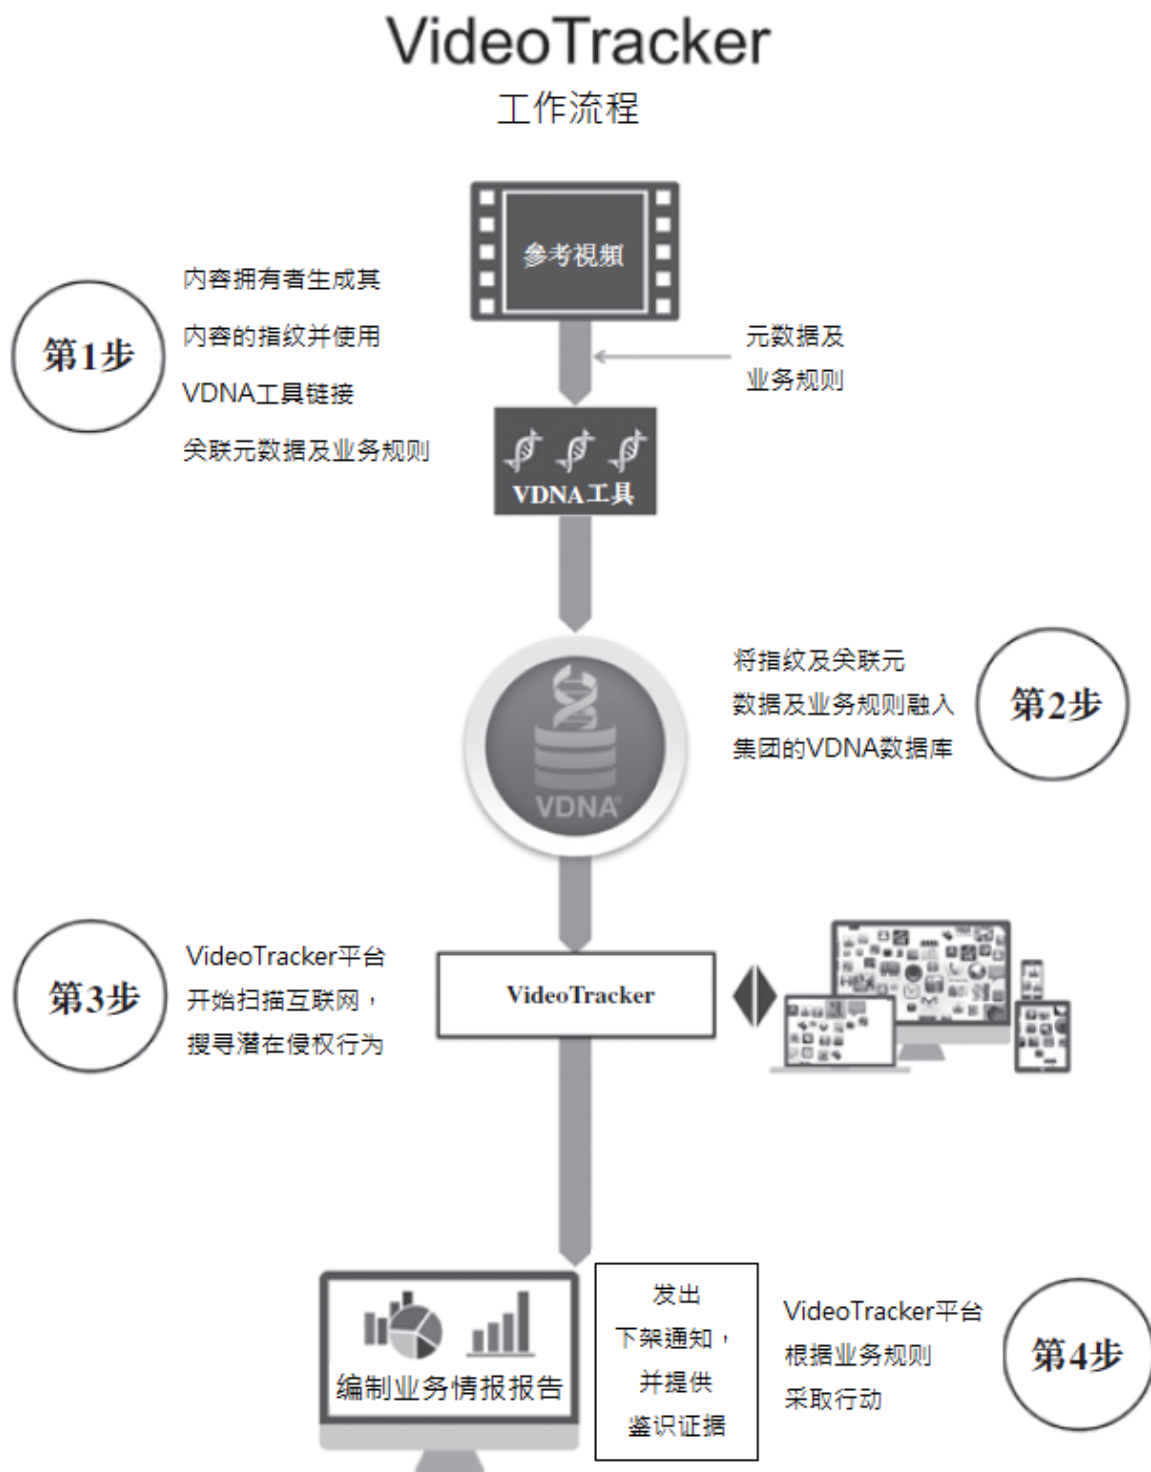 VideoTracker
工作流程
參考視頻
第1步
内容拥有者生成其
内容的指纹并使用
VDNA工具链接
关联元数据及业务规则
元数据及
业务规则
VDNA工具
将指纹及关联元
数据及业务规则融入
集团的VDNA数据库
第2步
VDNA®
第3步
VideoTracker平台
开始扫描互联网，
搜寻潜在侵权行为
VideoTracker
编制业务情报报告
发出
下架通知，
并提供
鉴识证据
VideoTracker平台
根据业务规则
采取行动
第4步